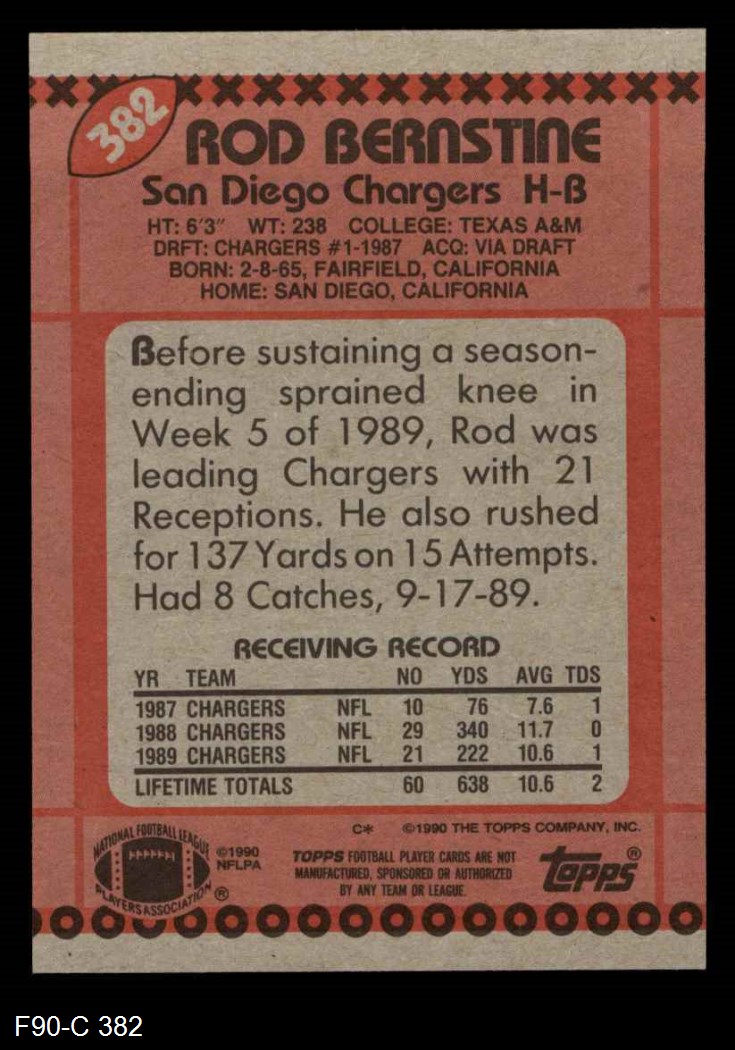 382
ROD BERNSTINE
San Diego Chargers H-B
HT: 6'3" WT: 238 COLLEGE: TEXAS A&M
DRFT: CHARGERS #1-1987 ACQ: VIA DRAFT
BORN: 2-8-65, FAIRFIELD, CALIFORNIA
HOME: SAN DIEGO, CALIFORNIA
Before sustaining a season-
ending sprained knee in
Week 5 of 1989, Rod was
leading Chargers with 21
Receptions. He also rushed
for 137 Yards on 15 Attempts.
Had 8 Catches, 9-17-89.
RECEIVING RECORD
YR TEAM NO YDS AVG TDS
1987 CHARGERS NFL 10 76 7.6 1
1988 CHARGERS NFL 29 340 11.7 0
1989 CHARGERS NFL 21 222 10.6 1
LIFETIME TOTALS 60 638 10.6 2
C* ©1990 THE TOPPS COMPANY, INC.
NATIONAL FOOTBALL LEAGUE
PLAYERS ASSOCIATION ®
©1990
NFLPA
TOPPS FOOTBALL PLAYER CARDS ARE NOT
MANUFACTURED, SPONSORED OR AUTHORIZED
BY ANY TEAM OR LEAGUE.
topps®
F90-C 382